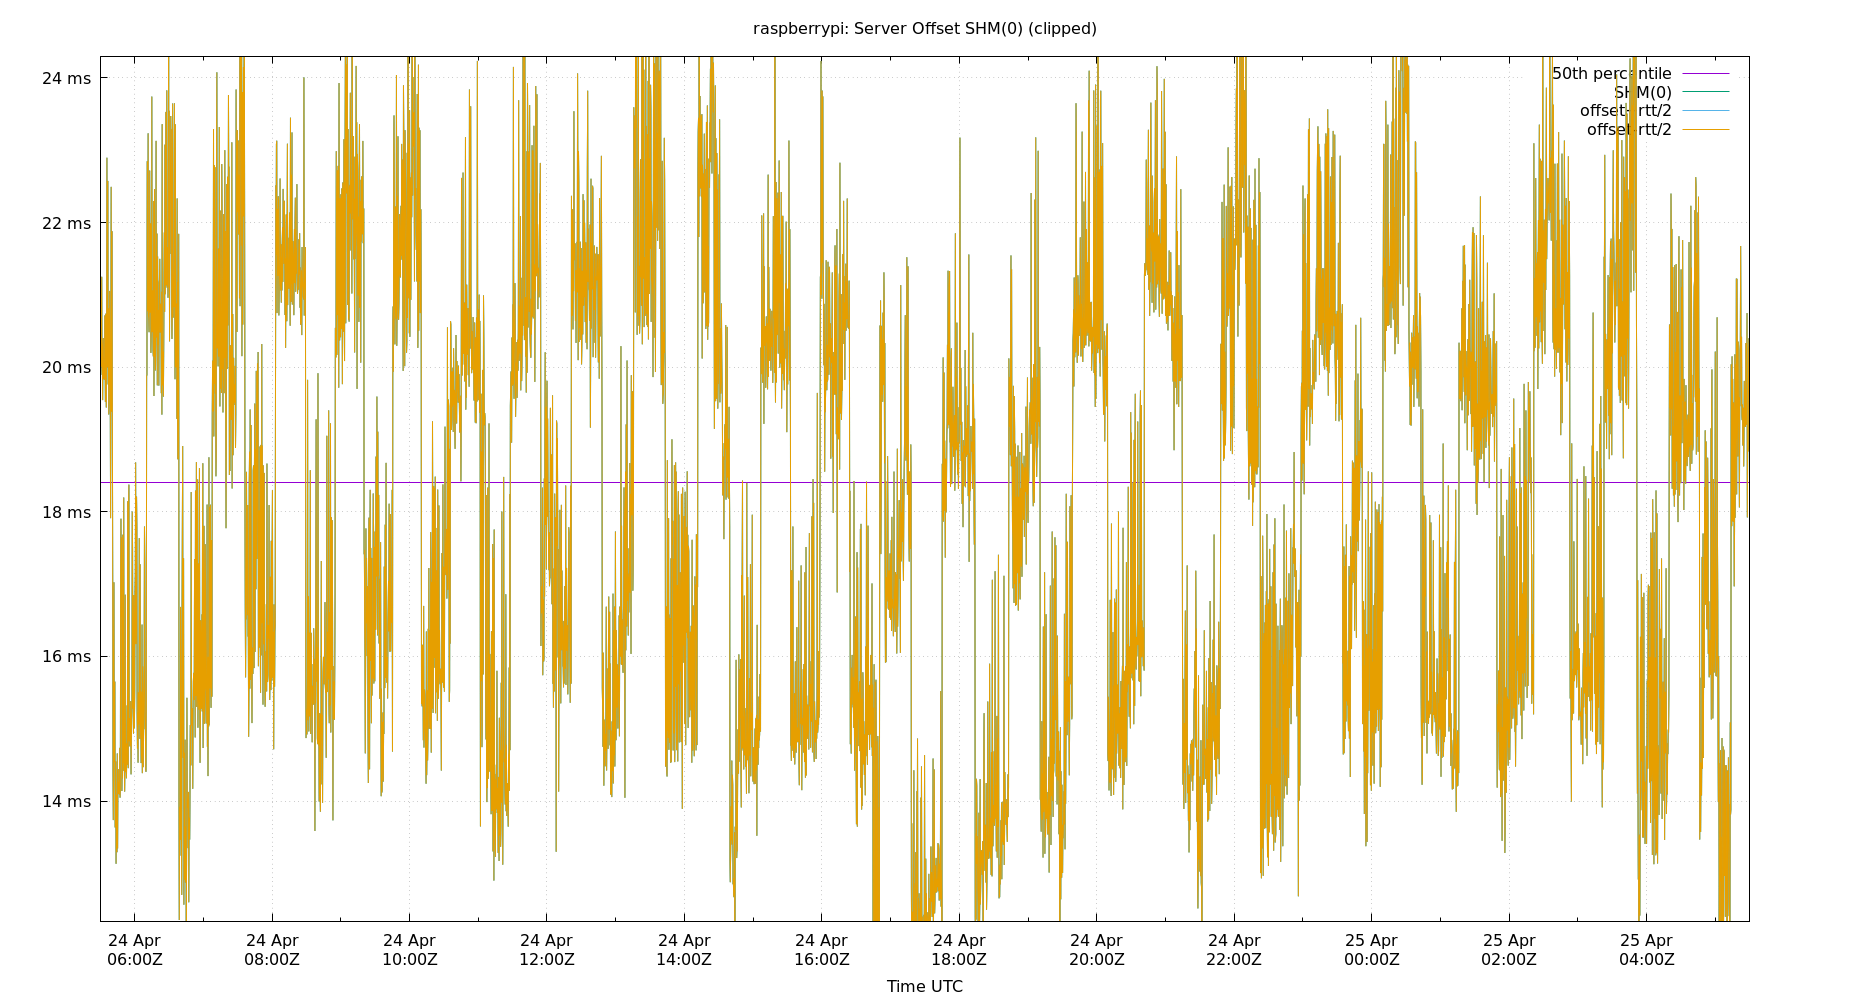 raspberrypi: Server Offset SHM(0) (clipped)
50th percentile
SHM(0)
offset-rtt/2
offset+rtt/2
24 ms
22 ms
20 ms
18 ms
16 ms
14 ms
24 Apr 24 Apr 24 Apr 24 Apr 24 Apr 24 Apr 24 Apr 24 Apr 24 Apr 25 Apr 25 Apr 25 Apr
06:00Z 08:00Z 10:00Z 12:00Z 14:00Z 16:00Z 18:00Z 20:00Z 22:00Z 00:00Z 02:00Z 04:00Z
Time UTC